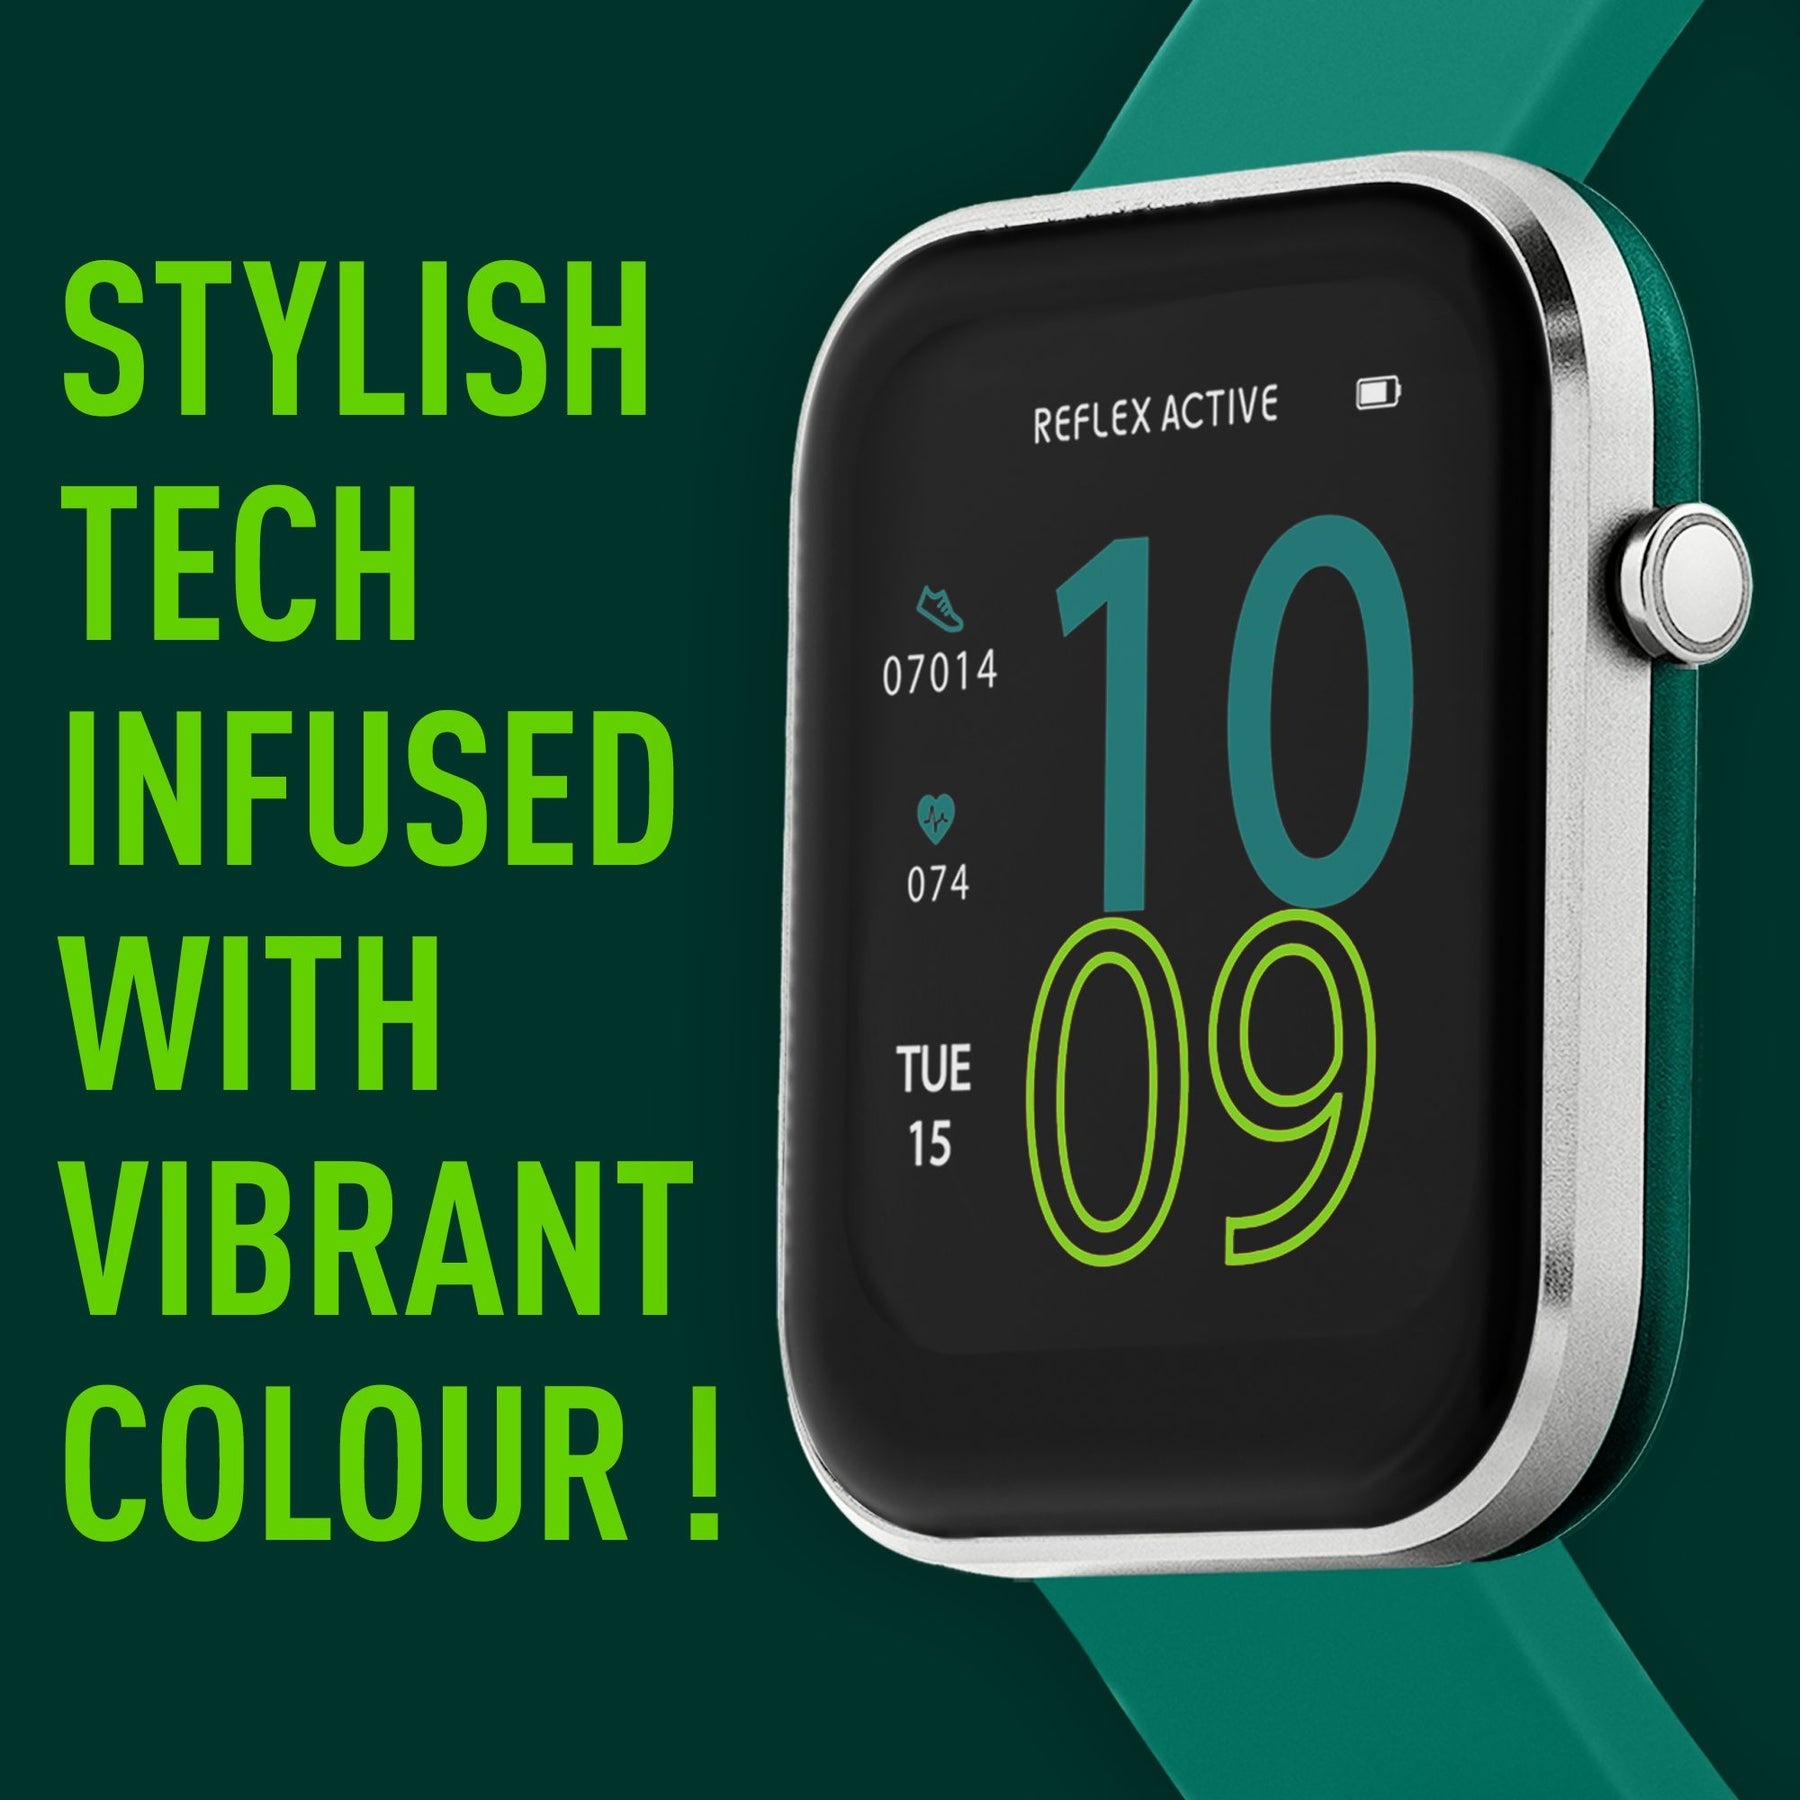 STYLISH
TECH
INFUSED
WITH
VIBRANT
COLOUR !
REFLEX ACTIVE
10
07014
074
09
TUE
15